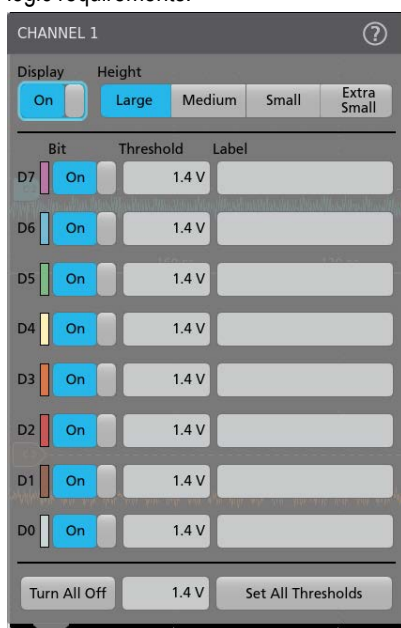 logic requirements.
CHANNEL 1 ?
Display Height
On Large Medium Small Extra Small
Bit Threshold Label
D7 On 1.4 V
D6 On 1.4 V
D5 On 1.4 V
D4 On 1.4 V
D3 On 1.4 V
D2 On 1.4 V
D1 On 1.4 V
D0 On 1.4 V
Turn All Off 1.4 V Set All Thresholds